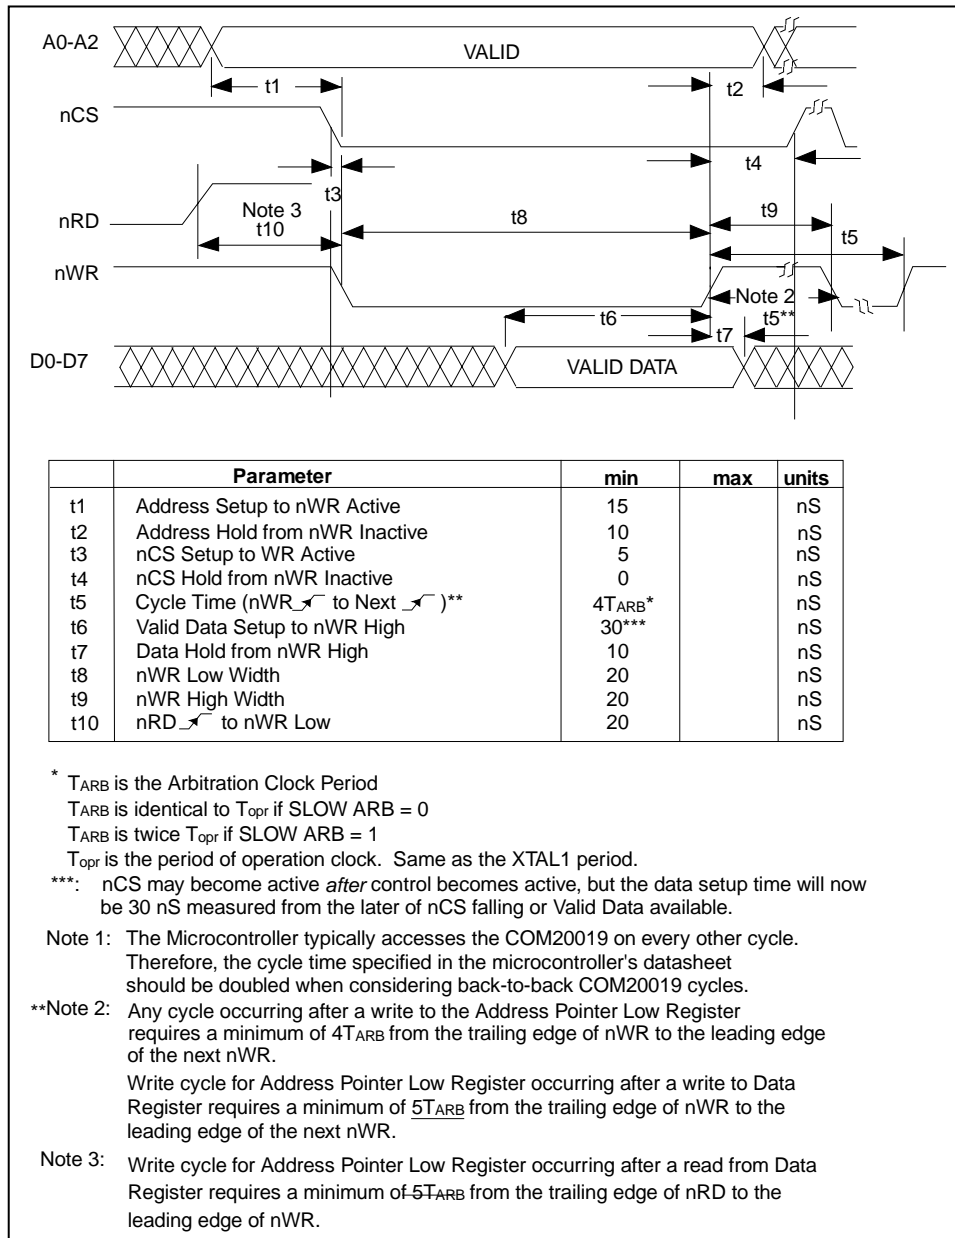 A0-A2
VALID
t1
t2
nCS
t4
t3
nRD
Note 3
t10
t8
t9
t5
nWR
Note 2
t5**
t6
t7
D0-D7
VALID DATA
Parameter min max units
t1 Address Setup to nWR Active 15 nS
t2 Address Hold from nWR Inactive 10 nS
t3 nCS Setup to WR Active 5 nS
t4 nCS Hold from nWR Inactive 0 nS
t5 Cycle Time (nWR to Next )** 4TARB* nS
t6 Valid Data Setup to nWR High 30*** nS
t7 Data Hold from nWR High 10 nS
t8 nWR Low Width 20 nS
t9 nWR High Width 20 nS
t10 nRD to nWR Low 20 nS
* TARB is the Arbitration Clock Period
TARB is identical to Topr if SLOW ARB = 0
TARB is twice Topr if SLOW ARB = 1
Topr is the period of operation clock. Same as the XTAL1 period.
***: nCS may become active after control becomes active, but the data setup time will now
be 30 nS measured from the later of nCS falling or Valid Data available.
Note 1: The Microcontroller typically accesses the COM20019 on every other cycle.
Therefore, the cycle time specified in the microcontroller's datasheet
should be doubled when considering back-to-back COM20019 cycles.
**Note 2: Any cycle occurring after a write to the Address Pointer Low Register
requires a minimum of 4TARB from the trailing edge of nWR to the leading edge
of the next nWR.
Write cycle for Address Pointer Low Register occurring after a write to Data
Register requires a minimum of 5TARB from the trailing edge of nWR to the
leading edge of the next nWR.
Note 3: Write cycle for Address Pointer Low Register occurring after a read from Data
Register requires a minimum of 5TARB from the trailing edge of nRD to the
leading edge of nWR.